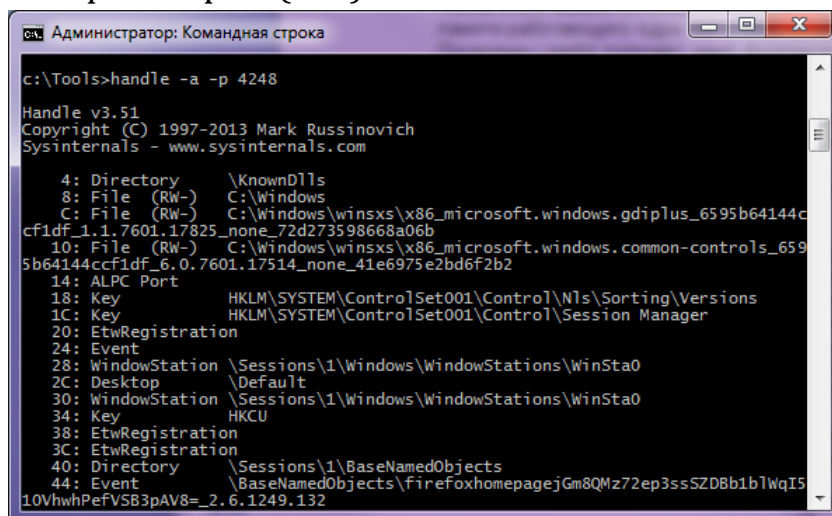 Администратор: Командная строка
c:\Tools>handle -a -p 4248
Handle v3.51
Copyright (C) 1997-2013 Mark Russinovich
Sysinternals - www.sysinternals.com
4: Directory \KnownDlls
8: File (RW-) C:\Windows
C: File (RW-) C:\Windows\winsxs\x86_microsoft.windows.gdiplus_6595b64144c
cf1df_1.1.7601.17825_none_72d273598668a06b
10: File (RW-) C:\Windows\winsxs\x86_microsoft.windows.common-controls_659
5b64144ccf1df_6.0.7601.17514_none_41e6975e2bd6f2b2
14: ALPC Port
18: Key HKLM\SYSTEM\ControlSet001\Control\Nls\Sorting\Versions
1C: Key HKLM\SYSTEM\ControlSet001\Control\Session Manager
20: EtwRegistration
24: Event
28: WindowStation \Sessions\1\Windows\WindowStations\WinSta0
2C: Desktop \Default
30: WindowStation \Sessions\1\Windows\WindowStations\WinSta0
34: Key HKCU
38: EtwRegistration
3C: EtwRegistration
40: Directory \Sessions\1\BaseNamedObjects
44: Event \BaseNamedObjects\firefoxhomepagejGm8QMz72ep3ssSZDBb1blWqI5
1OVhwhPefVSB3pAV8=_2.6.1249.132